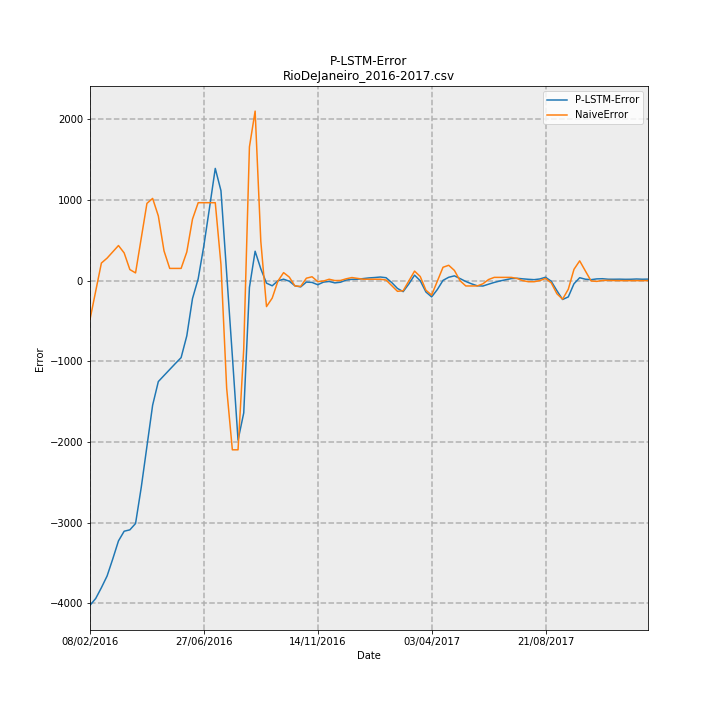 P-LSTM-Error
RioDeJaneiro_2016-2017.csv
P-LSTM-Error
NaiveError
2000
1000
0
−1000
−2000
−3000
−4000
Error
08/02/2016 27/06/2016 14/11/2016 03/04/2017 21/08/2017
Date